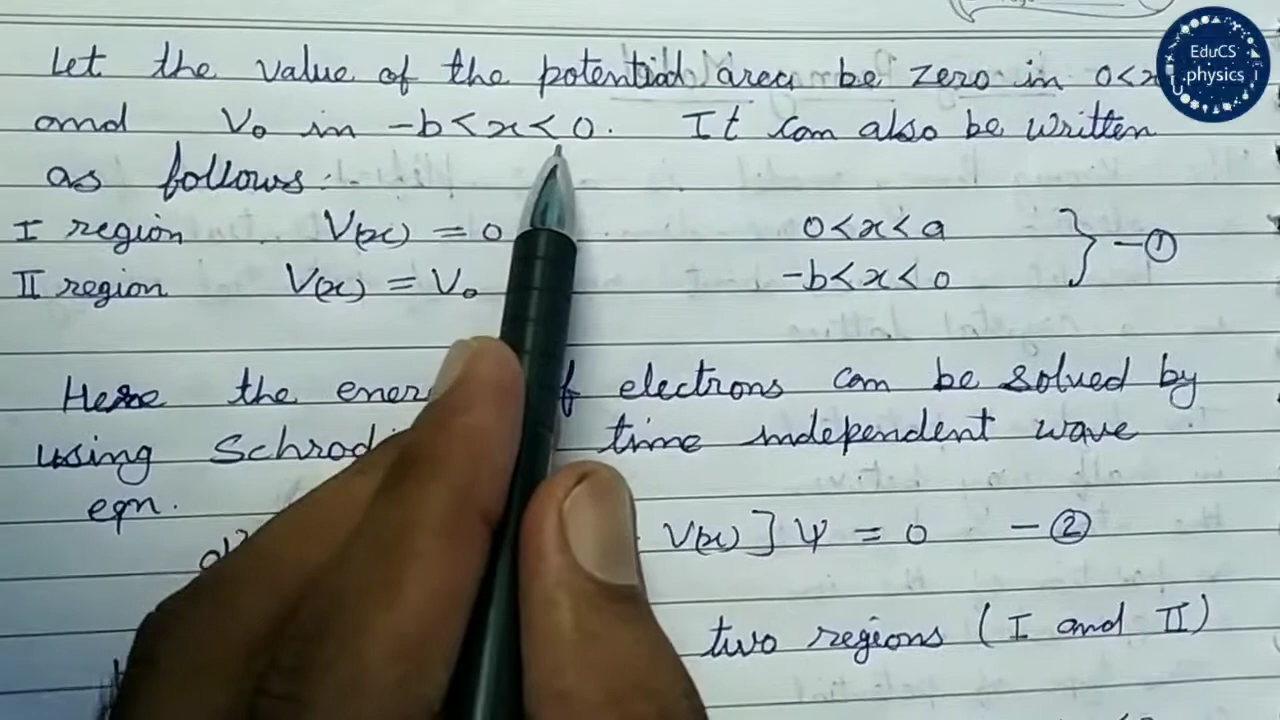 EduCS
physics
Let the value of the potential area be zero in 0<x
and V₀ in -b<x<0. It can also be written
as follows:
I region V(x) = 0 0<x<a } -①
II region V(x) = V₀ -b<x<0
Here the ener f electrons can be solved by
using Schrodi time independent wave
eqn.
d² V(x)] ψ = 0 -②
two regions (I and II)